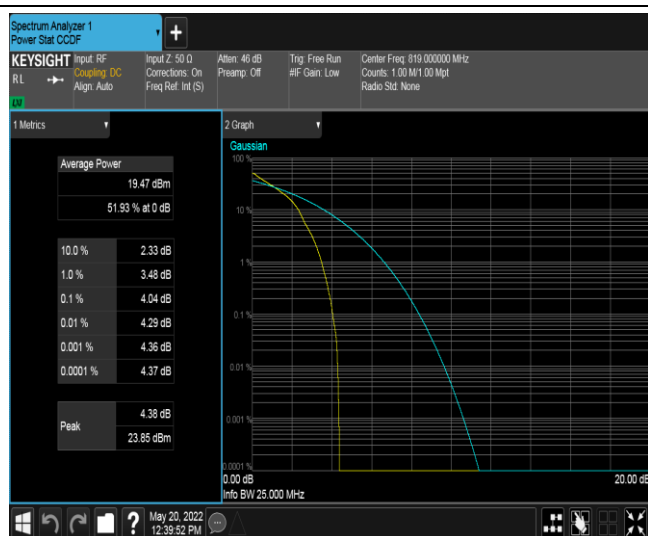 Spectrum Analyzer 1
Power Stat CCDF
+
KEYSIGHT
RL
LXI
Input: RF
Coupling: DC
Align: Auto
Input Z: 50 Ω
Corrections: On
Freq Ref: Int (S)
Atten: 46 dB
Preamp: Off
Trig: Free Run
#IF Gain: Low
Center Freq: 819.000000 MHz
Counts: 1.00 M/1.00 Mpt
Radio Std: None
1 Metrics
Average Power
19.47 dBm
51.93 % at 0 dB
10.0 % 2.33 dB
1.0 % 3.48 dB
0.1 % 4.04 dB
0.01 % 4.29 dB
0.001 % 4.36 dB
0.0001 % 4.37 dB
Peak
4.38 dB
23.85 dBm
2 Graph
Gaussian
100 %
10 %
1 %
0.1 %
0.01 %
0.001 %
0.0001 %
0.00 dB 20.00 dB
Info BW 25.000 MHz
?
May 20, 2022
12:39:52 PM